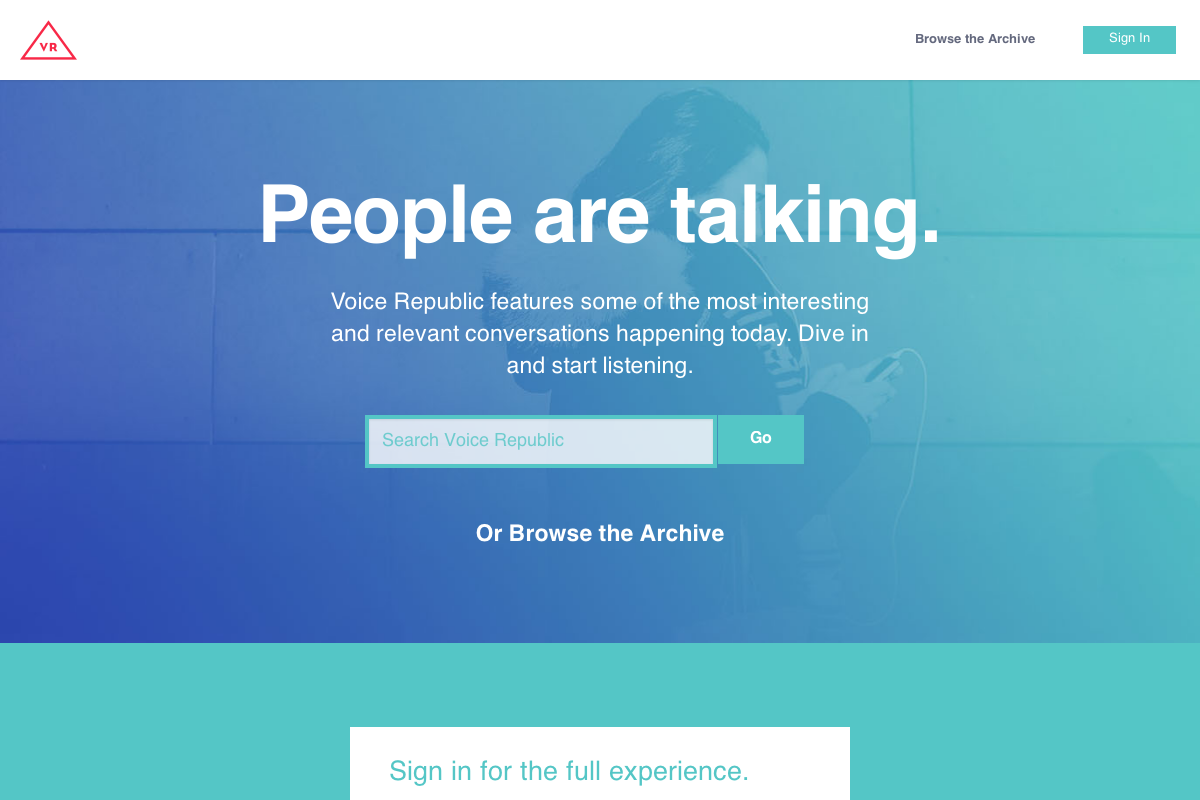 VR
Browse the Archive
Sign In
People are talking.
Voice Republic features some of the most interesting
and relevant conversations happening today. Dive in
and start listening.
Search Voice Republic
Go
Or Browse the Archive
Sign in for the full experience.